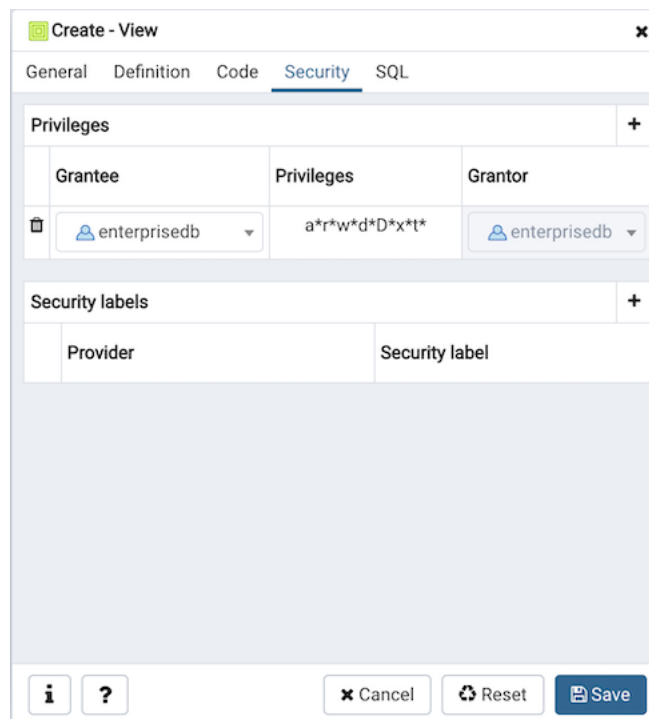 Create - View
General Definition Code Security SQL
Privileges
Grantee Privileges Grantor
enterprisedb a*r*w*d*D*x*t* enterprisedb
Security labels
Provider Security label
i ? Cancel Reset Save